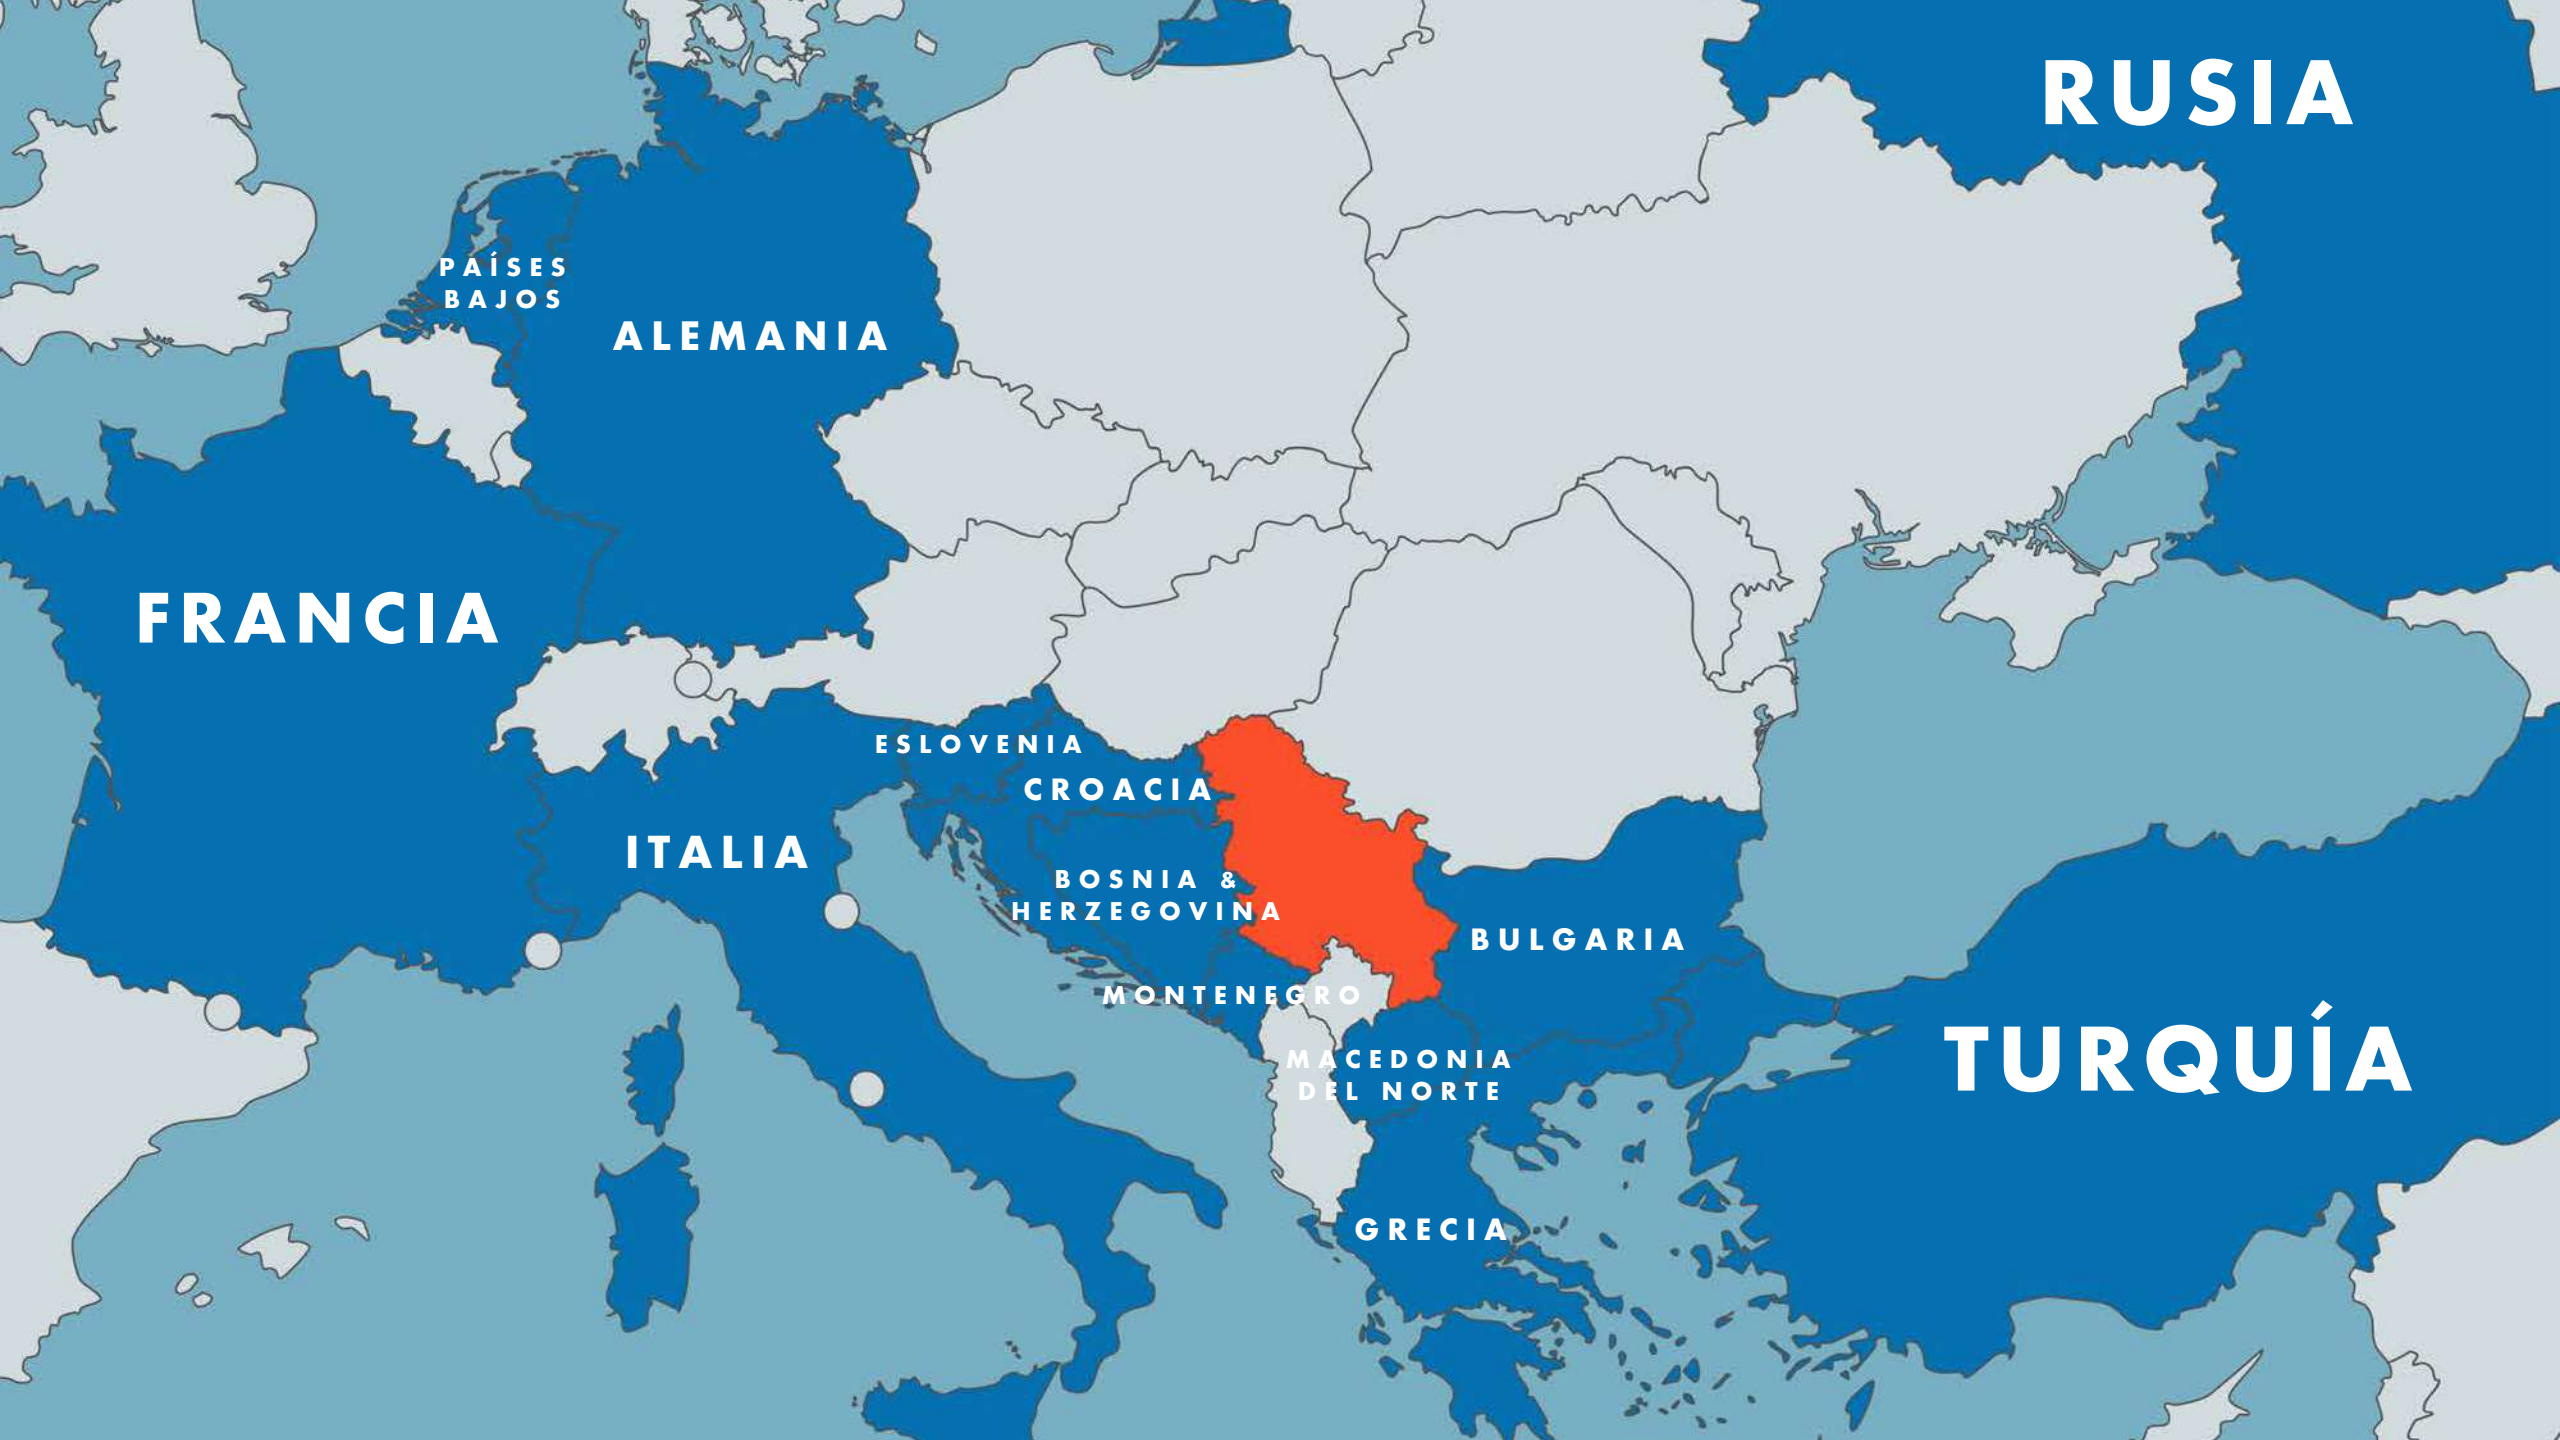 RUSIA
PAÍSES
BAJOS
ALEMANIA
FRANCIA
ESLOVENIA
CROACIA
ITALIA
BOSNIA &
HERZEGOVINA
BULGARIA
MONTENEGRO
TURQUÍA
MACEDONIA
DEL NORTE
GRECIA